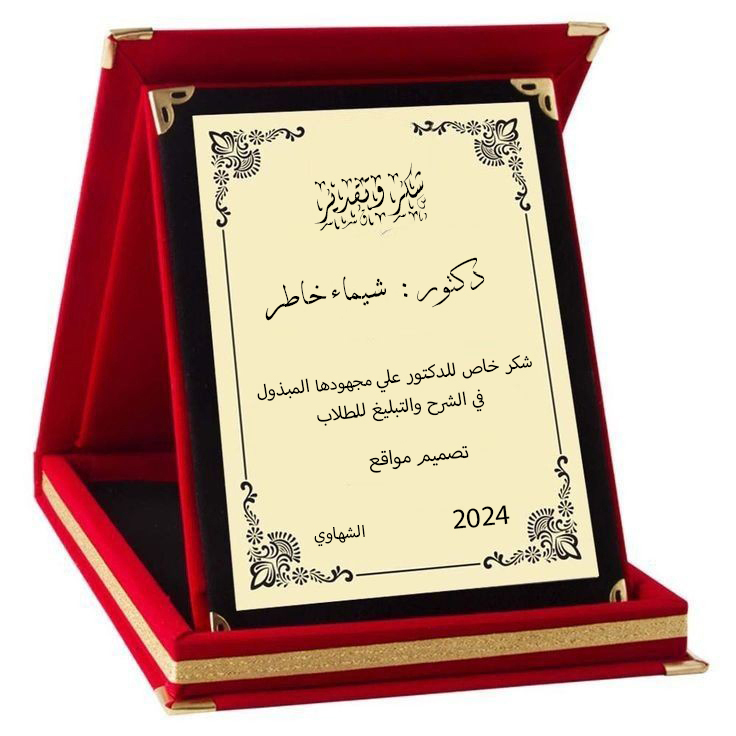 شكر وتقدير
دكتور : شيماء خاطر
شكر خاص للدكتور علي مجهودها المبذول
في الشرح والتبليغ للطلاب
تصميم مواقع
2024
الشهاوي